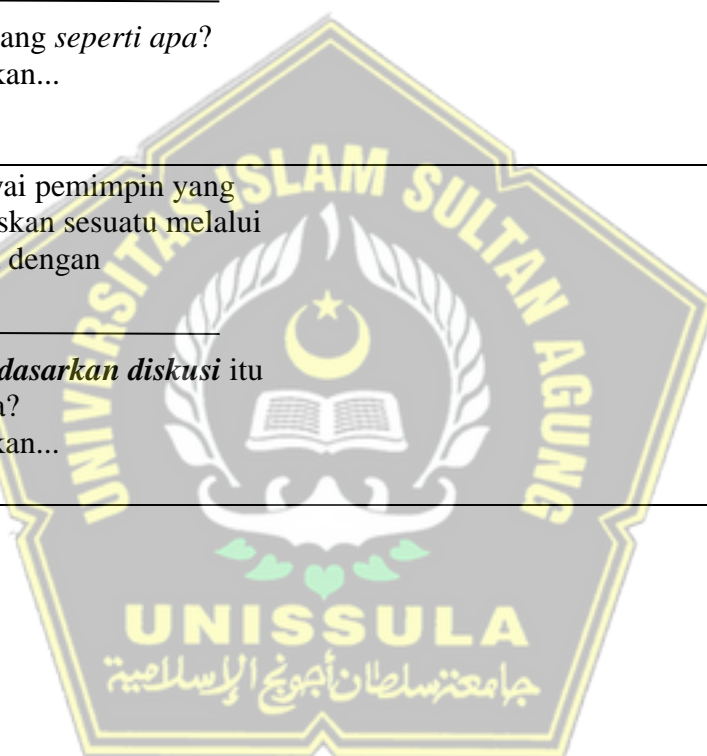 ang seperti apa?
kan...
ai pemimpin yang
skan sesuatu melalui
dengan
dasarkan diskusi itu
a?
kan...
UNIVERSITAS ISLAM SULTAN AGUNG
UNISSULA
جامعة سلطان أجونج الإسلامية